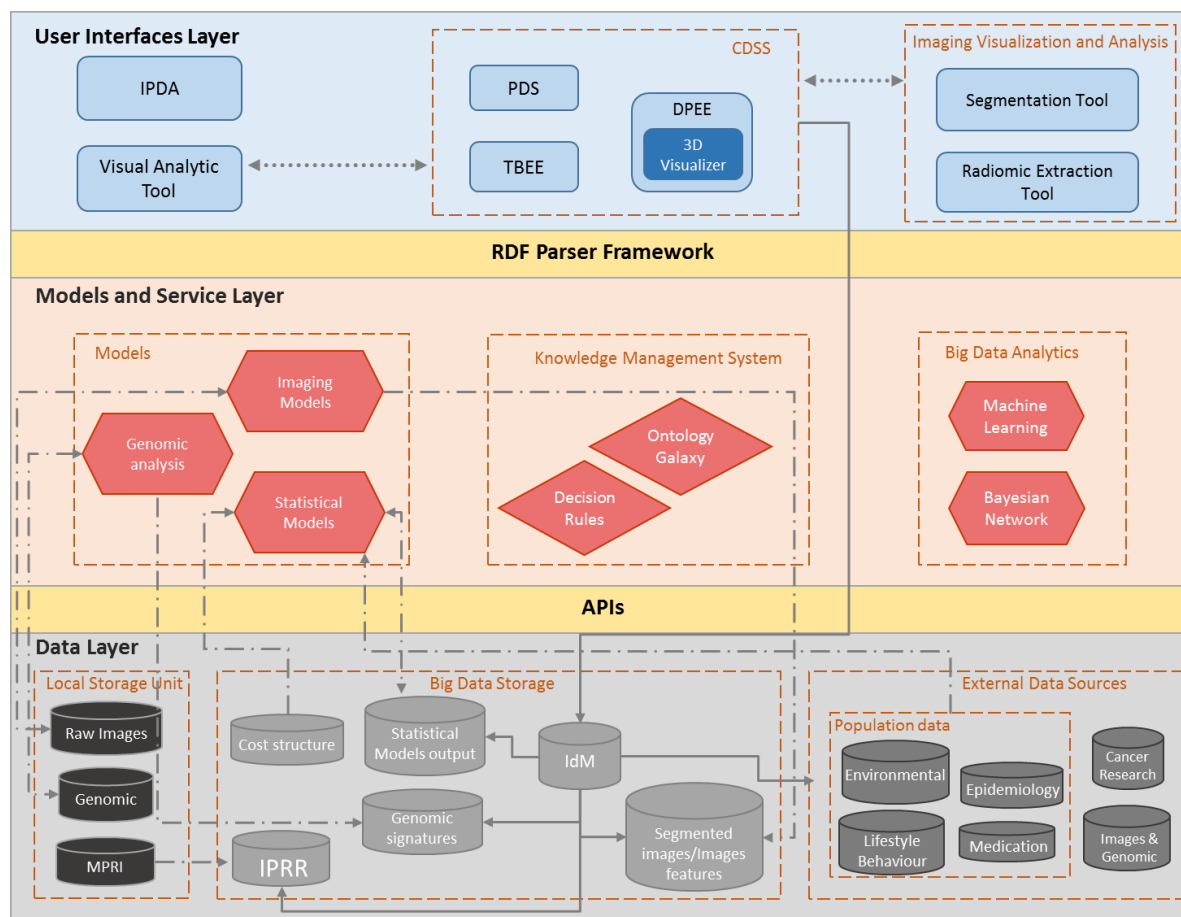 User Interfaces Layer
CDSS
Imaging Visualization and Analysis
IPDA
PDS
DPEE
3D
Visualizer
Segmentation Tool
Visual Analytic
Tool
TBEE
Radiomic Extraction
Tool
RDF Parser Framework
Models and Service Layer
Models
Knowledge Management System
Big Data Analytics
Imaging
Models
Genomic
analysis
Statistical
Models
Ontology
Galaxy
Decision
Rules
Machine
Learning
Bayesian
Network
APIs
Data Layer
Local Storage Unit
Big Data Storage
External Data Sources
Raw Images
Genomic
MPRI
Cost structure
Statistical
Models output
IdM
Genomic
signatures
IPRR
Segmented
images/Images
features
Population data
Environmental
Epidemiology
Lifestyle
Behaviour
Medication
Cancer
Research
Images &
Genomic